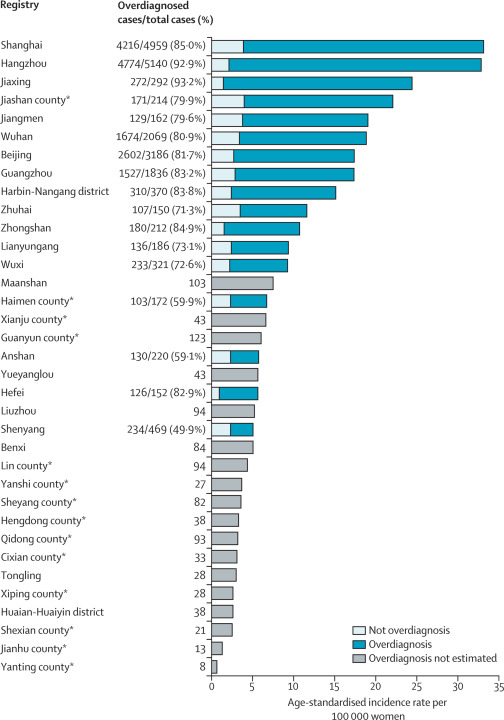 Registry Overdiagnosed
cases/total cases (%)
Shanghai 4216/4959 (85·0%)
Hangzhou 4774/5140 (92·9%)
Jiaxing 272/292 (93·2%)
Jiashan county* 171/214 (79·9%)
Jiangmen 129/162 (79·6%)
Wuhan 1674/2069 (80·9%)
Beijing 2602/3186 (81·7%)
Guangzhou 1527/1836 (83·2%)
Harbin-Nangang district 310/370 (83·8%)
Zhuhai 107/150 (71·3%)
Zhongshan 180/212 (84·9%)
Lianyungang 136/186 (73·1%)
Wuxi 233/321 (72·6%)
Maanshan 103
Haimen county* 103/172 (59·9%)
Xianju county* 43
Guanyun county* 123
Anshan 130/220 (59·1%)
Yueyanglou 43
Hefei 126/152 (82·9%)
Liuzhou 94
Shenyang 234/469 (49·9%)
Benxi 84
Lin county* 94
Yanshi county* 27
Sheyang county* 82
Hengdong county* 38
Qidong county* 93
Cixian county* 33
Tongling 28
Xiping county* 28
Huaian-Huaiyin district 38
Shexian county* 21
Jianhu county* 13
Yanting county* 8
Not overdiagnosis
Overdiagnosis
Overdiagnosis not estimated
0 5 10 15 20 25 30 35
Age-standardised incidence rate per
100 000 women